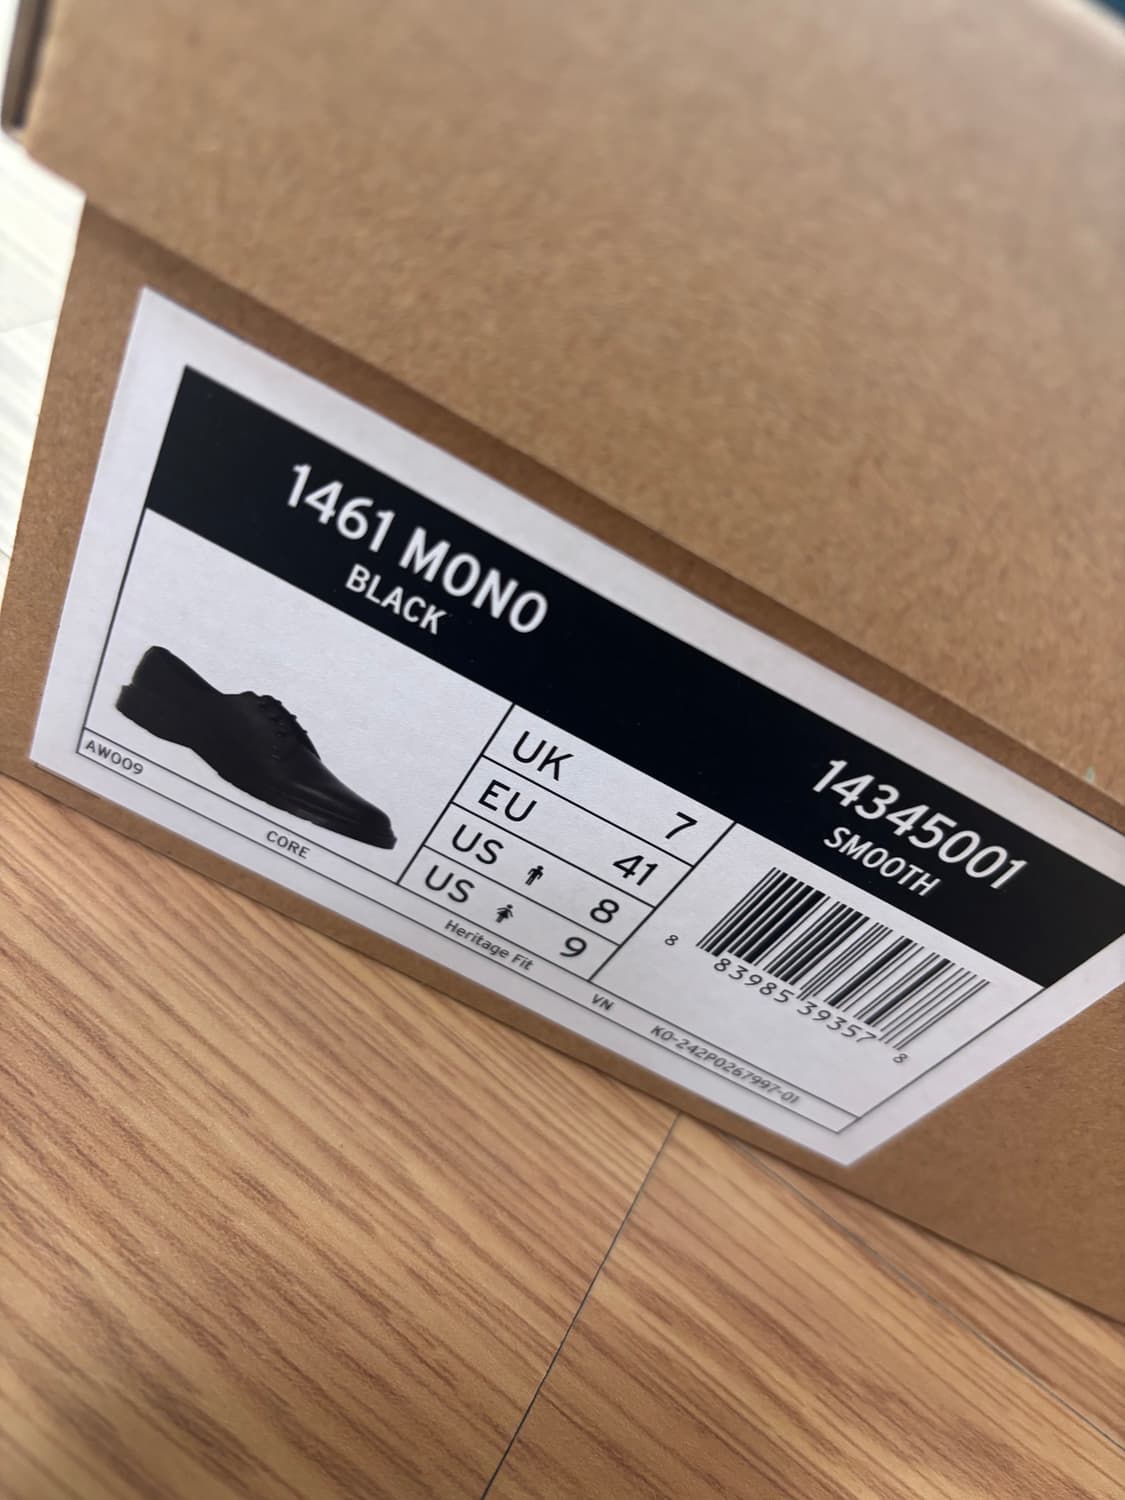 1461 MONO
BLACK
14345001
SMOOTH
UK 7
EU 41
US 8
US 9
8 83985 39357 8
AW009
CORE
Heritage Fit
VN
KO-242P0267997-01